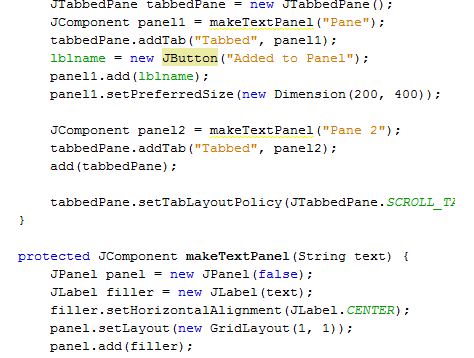 JTabbedPane tabbedPane = new JTabbedPane();
JComponent panel1 = makeTextPanel("Pane");
tabbedPane.addTab("Tabbed", panel1);
lblname = new JButton("Added to Panel");
panel1.add(lblname);
panel1.setPreferredSize(new Dimension(200, 400));
JComponent panel2 = makeTextPanel("Pane 2");
tabbedPane.addTab("Tabbed", panel2);
add(tabbedPane);
tabbedPane.setTabLayoutPolicy(JTabbedPane.SCROLL_TA
}
protected JComponent makeTextPanel(String text) {
JPanel panel = new JPanel(false);
JLabel filler = new JLabel(text);
filler.setHorizontalAlignment(JLabel.CENTER);
panel.setLayout(new GridLayout(1, 1));
panel.add(filler);